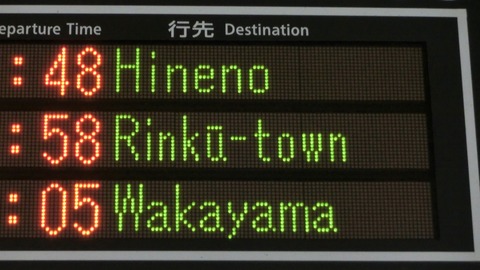 eparture Time 行先 Destination
:48 Hineno
:58 Rinkū-town
:05 Wakayama